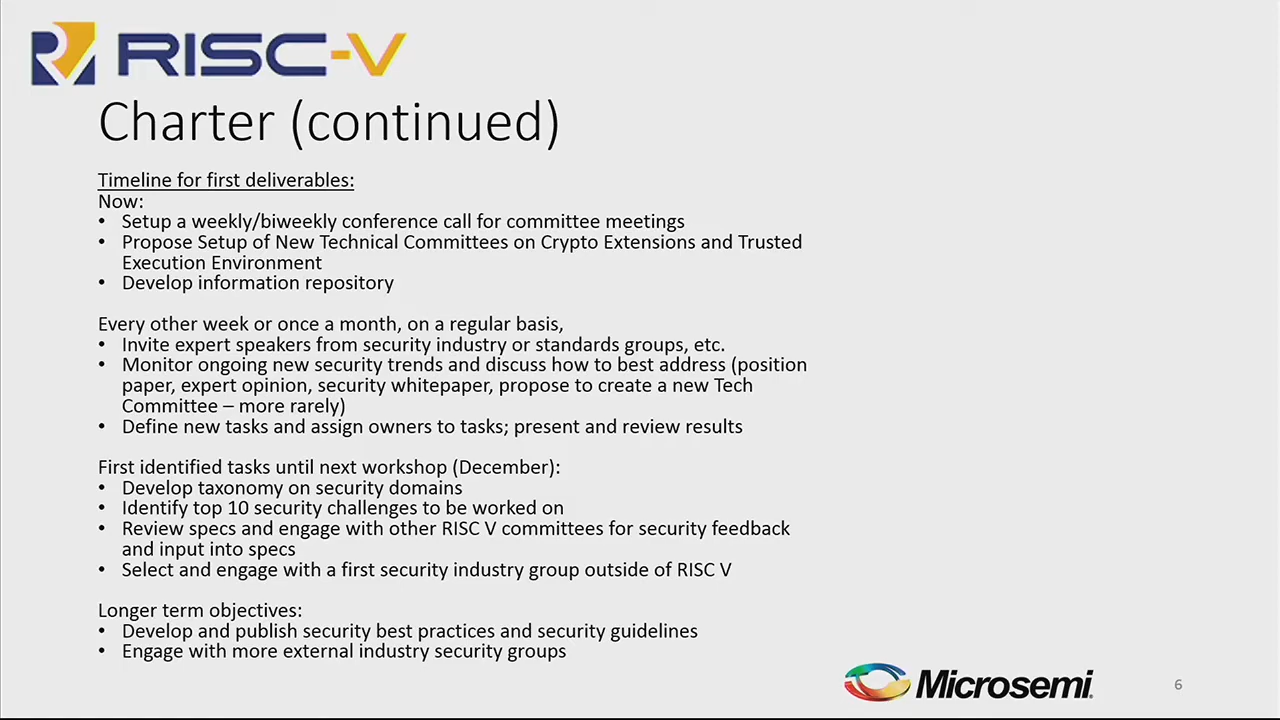 RISC-V
Charter (continued)
Timeline for first deliverables:
Now:
• Setup a weekly/biweekly conference call for committee meetings
• Propose Setup of New Technical Committees on Crypto Extensions and Trusted
Execution Environment
• Develop information repository
Every other week or once a month, on a regular basis,
• Invite expert speakers from security industry or standards groups, etc.
• Monitor ongoing new security trends and discuss how to best address (position
paper, expert opinion, security whitepaper, propose to create a new Tech
Committee – more rarely)
• Define new tasks and assign owners to tasks; present and review results
First identified tasks until next workshop (December):
• Develop taxonomy on security domains
• Identify top 10 security challenges to be worked on
• Review specs and engage with other RISC V committees for security feedback
and input into specs
• Select and engage with a first security industry group outside of RISC V
Longer term objectives:
• Develop and publish security best practices and security guidelines
• Engage with more external industry security groups
Microsemi.
6